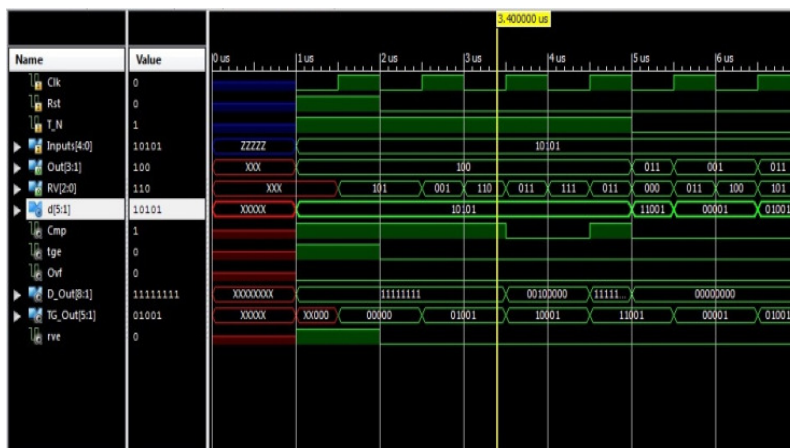 3.400000 us
Name Value 0 us 1 us 2 us 3 us 4 us 5 us 6 us
Clk 0
Rst 0
T_N 1
Inputs[4:0] 10101 ZZZZZ 10101
Out[3:1] 100 XXX 100 011 001 011
RV[2:0] 110 XXX 101 001 110 011 111 011 000 011 100 101
d[5:1] 10101 XXXXX 10101 11001 00001 01001
Cmp 1
tge 0
Ovf 0
D_Out[8:1] 11111111 XXXXXXXX 11111111 00100000 11111... 00000000
TG_Out[5:1] 01001 XXXXX XX000 00000 01001 10001 11001 00001 01001
rve 0